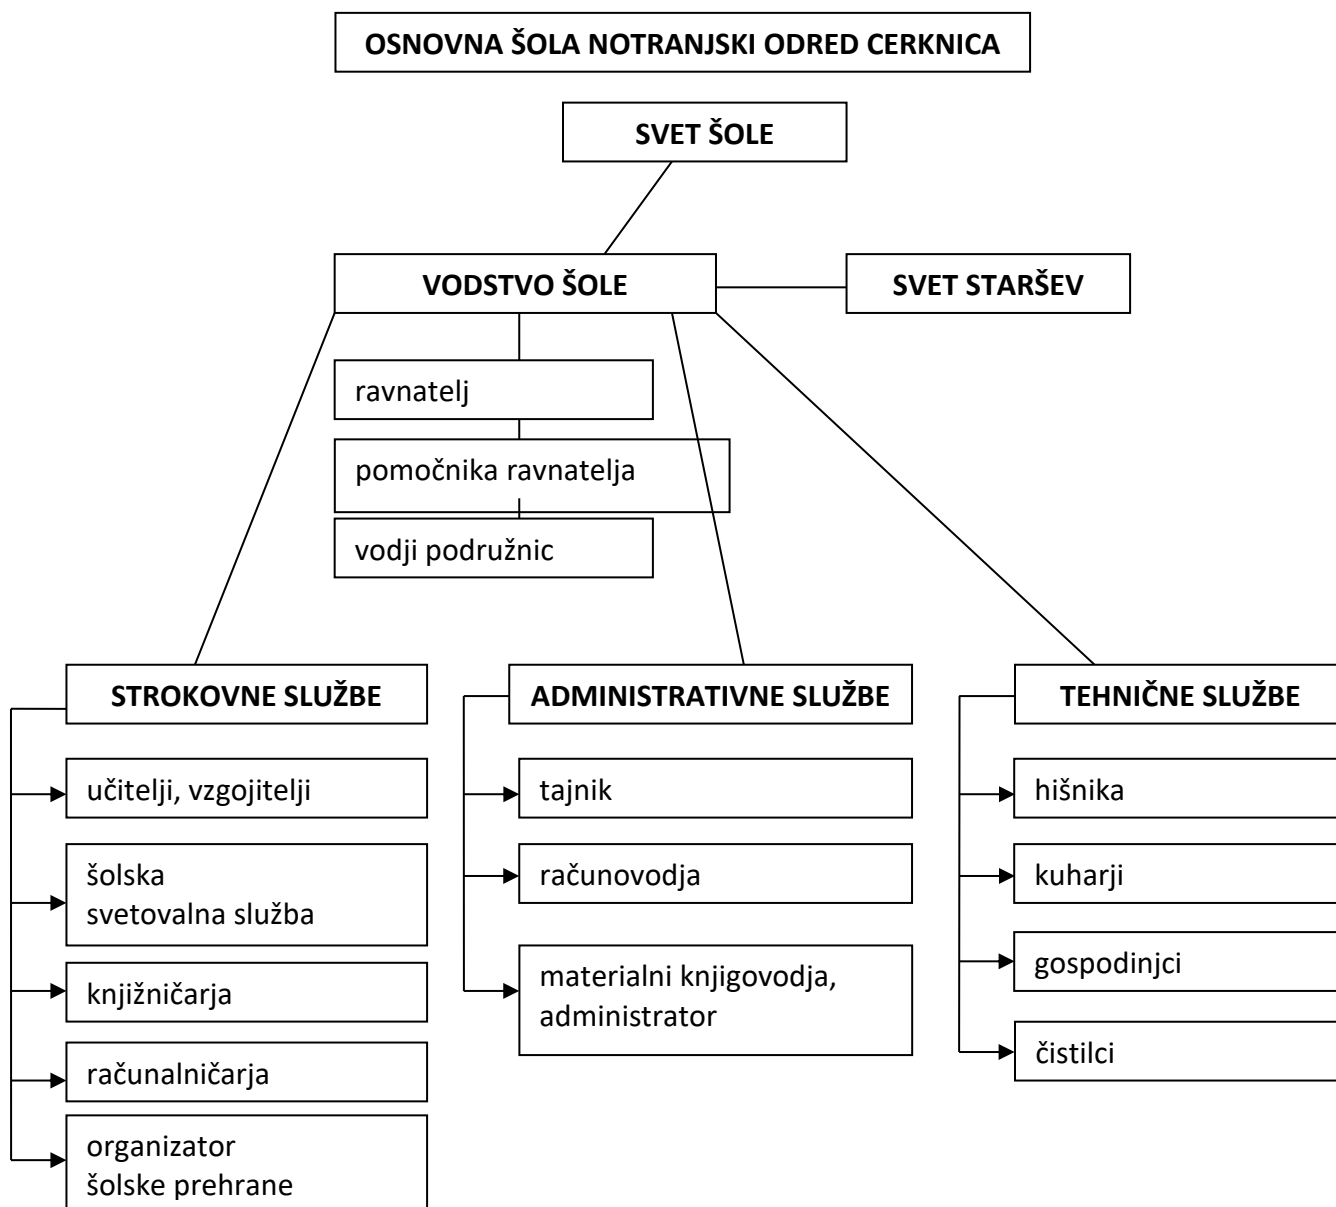 OSNOVNA ŠOLA NOTRANJSKI ODRED CERKNICA
SVET ŠOLE
VODSTVO ŠOLE
SVET STARŠEV
ravnatelj
pomočnika ravnatelja
vodji podružnic
STROKOVNE SLUŽBE
učitelji, vzgojitelji
šolska
svetovalna služba
knjižničarja
računalničarja
organizator
šolske prehrane
ADMINISTRATIVNE SLUŽBE
tajnik
računovodja
materialni knjigovodja,
administrator
TEHNIČNE SLUŽBE
hišnika
kuharji
gospodinjci
čistilci